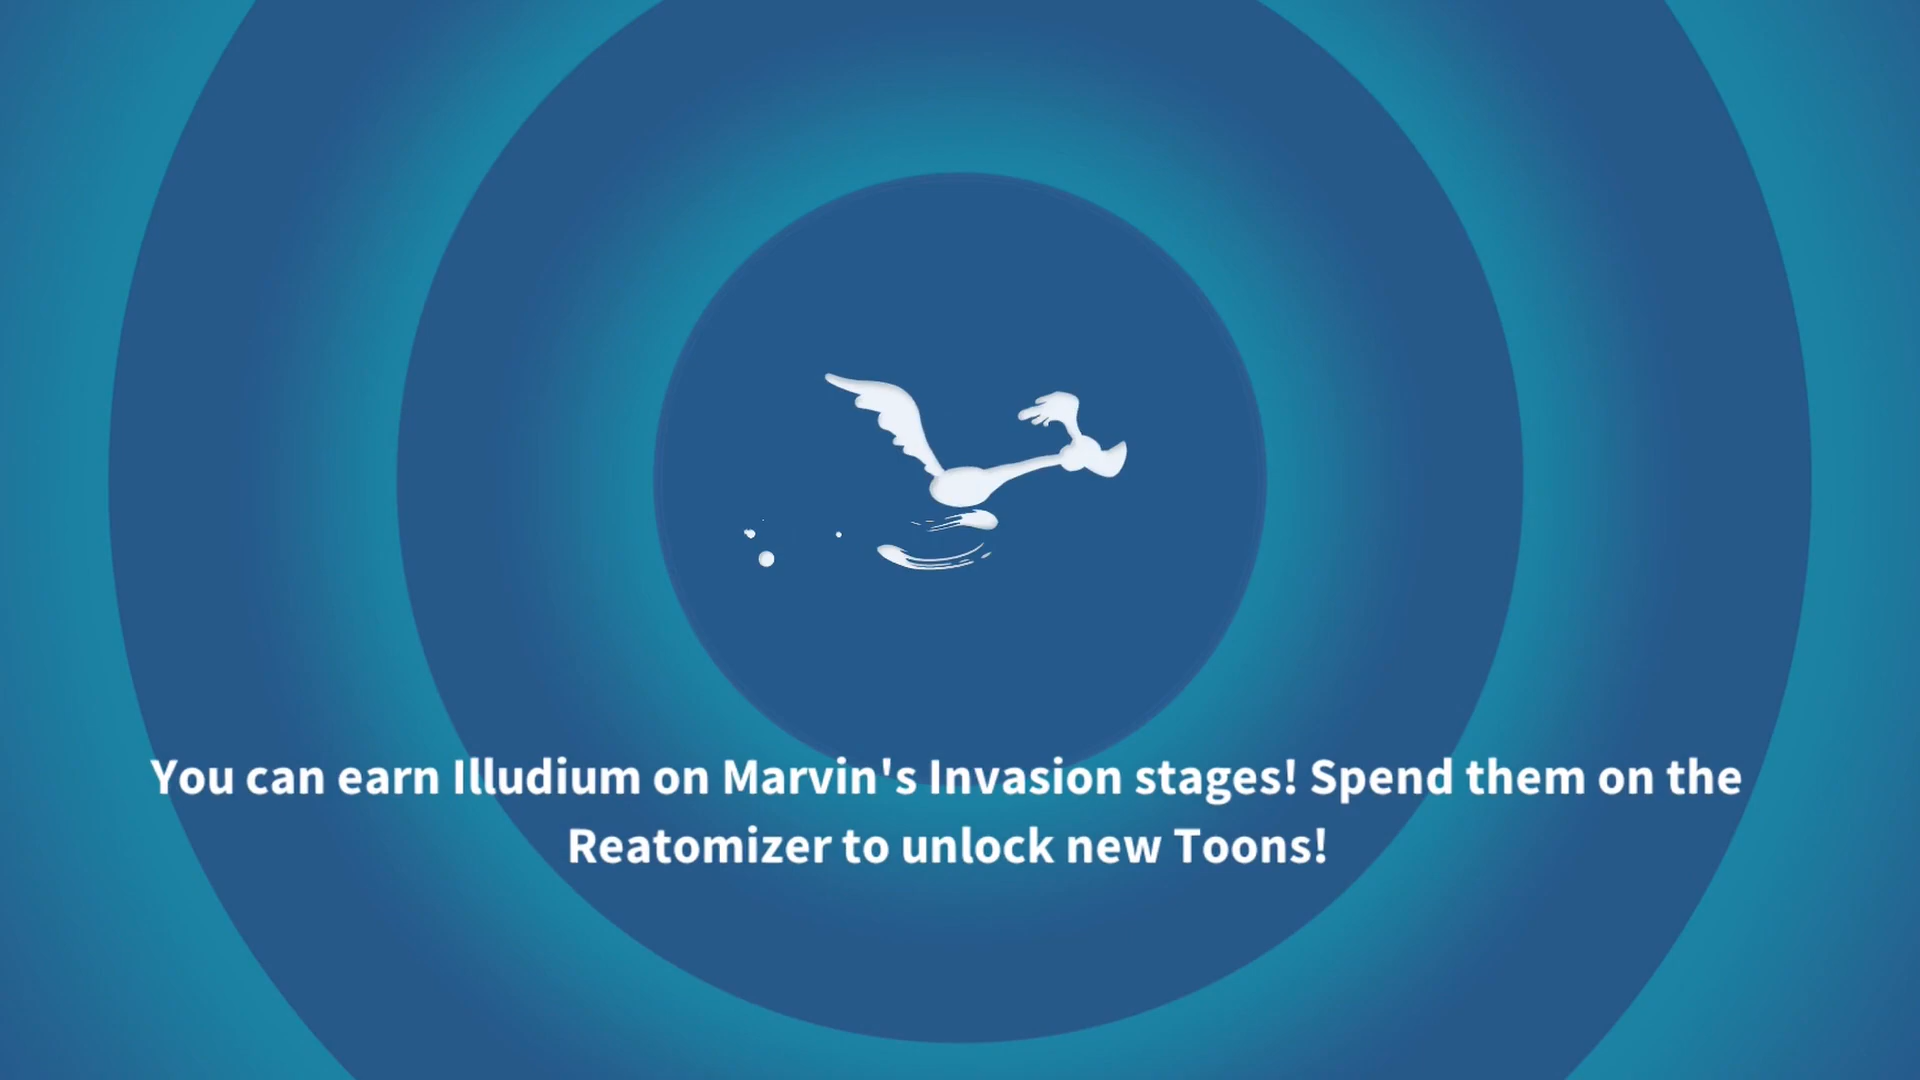 You can earn Illudium on Marvin's Invasion stages! Spend them on the
Reatomizer to unlock new Toons!